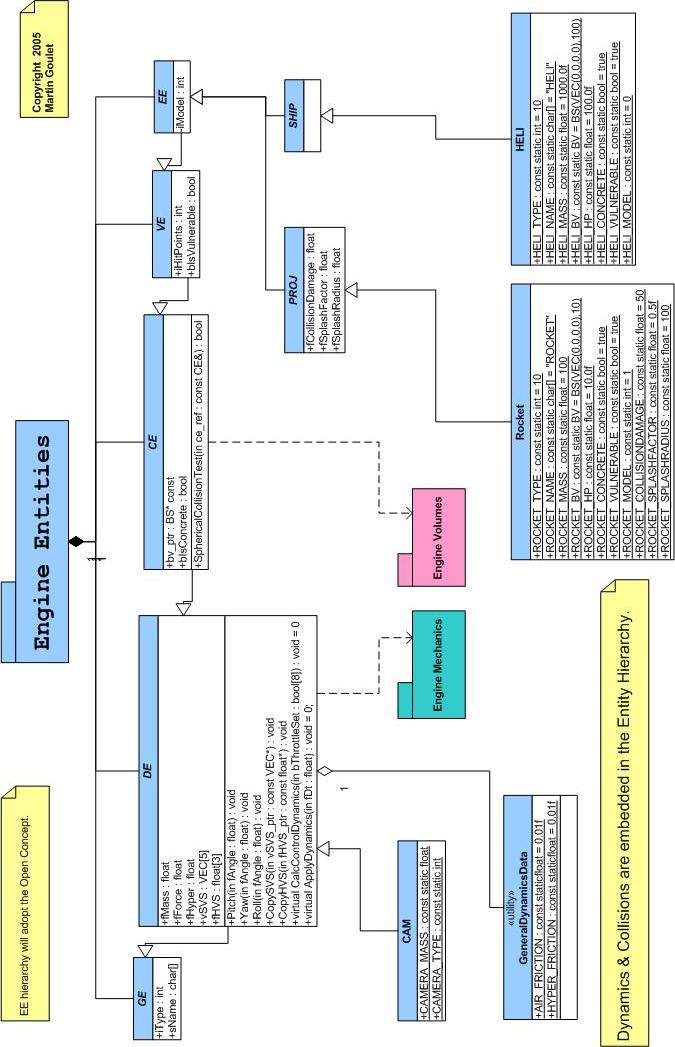 EE hierarchy will adopt the Open Concept.
Engine Entities
Copyright 2005
Martin Goulet
GE
+iType : int
+sName : char[]
DE
+fMass : float
+fForce : float
+fHyper : float
+vSVS : VEC[5]
+fHVS : float[3]
+Pitch(in fAngle : float) : void
+Yaw(in fAngle : float) : void
+Roll(in fAngle : float) : void
+CopySVS(in vSVS_ptr : const VEC*) : void
+CopyHVS(in fHVS_ptr : const float*) : void
+virtual CalcControlDynamics(in bThrottleSet : bool[8]) : void = 0
+virtual ApplyDynamics(in fDt : float) : void = 0;
CE
+bv_ptr : BS* const
+bIsConcrete : bool
+SphericalCollisionTest(in ce_ref : const CE&) : bool
VE
+iHitPoints : int
+bIsVulnerable : bool
EE
-iModel : int
PROJ
+fCollisionDamage : float
+fSplashFactor : float
+fSplashRadius : float
SHIP
1
CAM
+CAMERA_MASS : const static float
+CAMERA_TYPE : const static int
Engine Mechanics
Engine Volumes
«utility»
GeneralDynamicsData
+AIR_FRICTION : const staticfloat = 0.01f
+HYPER_FRICTION : const staticfloat = 0.01f
Rocket
+ROCKET_TYPE : const static int = 10
+ROCKET_NAME : const static char[] = "ROCKET"
+ROCKET_MASS : const static float = 100
+ROCKET_BV : const static BV = BS(VEC(0,0,0,0),10)
+ROCKET_HP : const static float = 10.0f
+ROCKET_CONCRETE : const static bool = true
+ROCKET_VULNERABLE : const static bool = true
+ROCKET_MODEL : const static int = 1
+ROCKET_COLLISIONDAMAGE : const static float = 50
+ROCKET_SPLASHFACTOR : const static float = 0.5f
+ROCKET_SPLASHRADIUS : const static float = 100
HELI
+HELI_TYPE : const static int = 10
+HELI_NAME : const static char[] = "HELI"
+HELI_MASS : const static float = 1000.0f
+HELI_BV : const static BV = BS(VEC(0,0,0,0),100)
+HELI_HP : const static float = 100.0f
+HELI_CONCRETE : const static bool = true
+HELI_VULNERABLE : const static bool = true
+HELI_MODEL : const static int = 0
Dynamics & Collisions are embedded in the Entity Hierarchy.